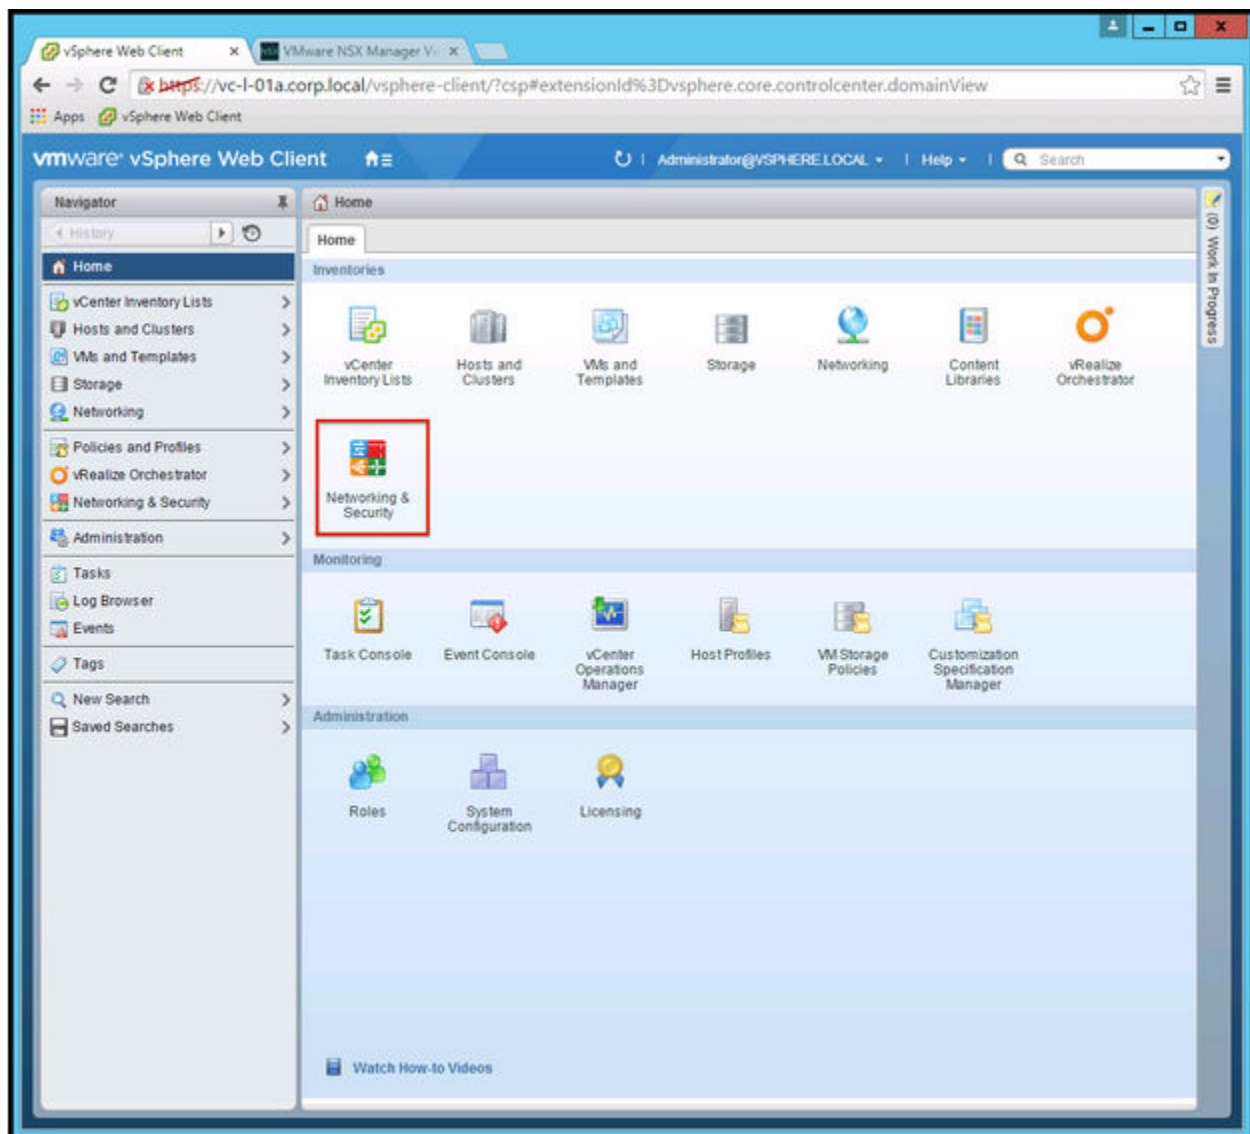 vSphere Web Client
VMware NSX Manager Vi
https://vc-l-01a.corp.local/vsphere-client/?csp#extensionId%3Dvsphere.core.controlcenter.domainView
Apps vSphere Web Client
vmware vSphere Web Client
Administrator@VSPHERE.LOCAL | Help | Search
Navigator
History
Home
vCenter Inventory Lists
Hosts and Clusters
VMs and Templates
Storage
Networking
Policies and Profiles
vRealize Orchestrator
Networking & Security
Administration
Tasks
Log Browser
Events
Tags
New Search
Saved Searches
Home
Home
Inventories
vCenter
Inventory Lists
Hosts and
Clusters
VMs and
Templates
Storage
Networking
Content
Libraries
vRealize
Orchestrator
Networking &
Security
Monitoring
Task Console
Event Console
vCenter
Operations
Manager
Host Profiles
VM Storage
Policies
Customization
Specification
Manager
Administration
Roles
System
Configuration
Licensing
Watch How-to Videos
(0) Work In Progress